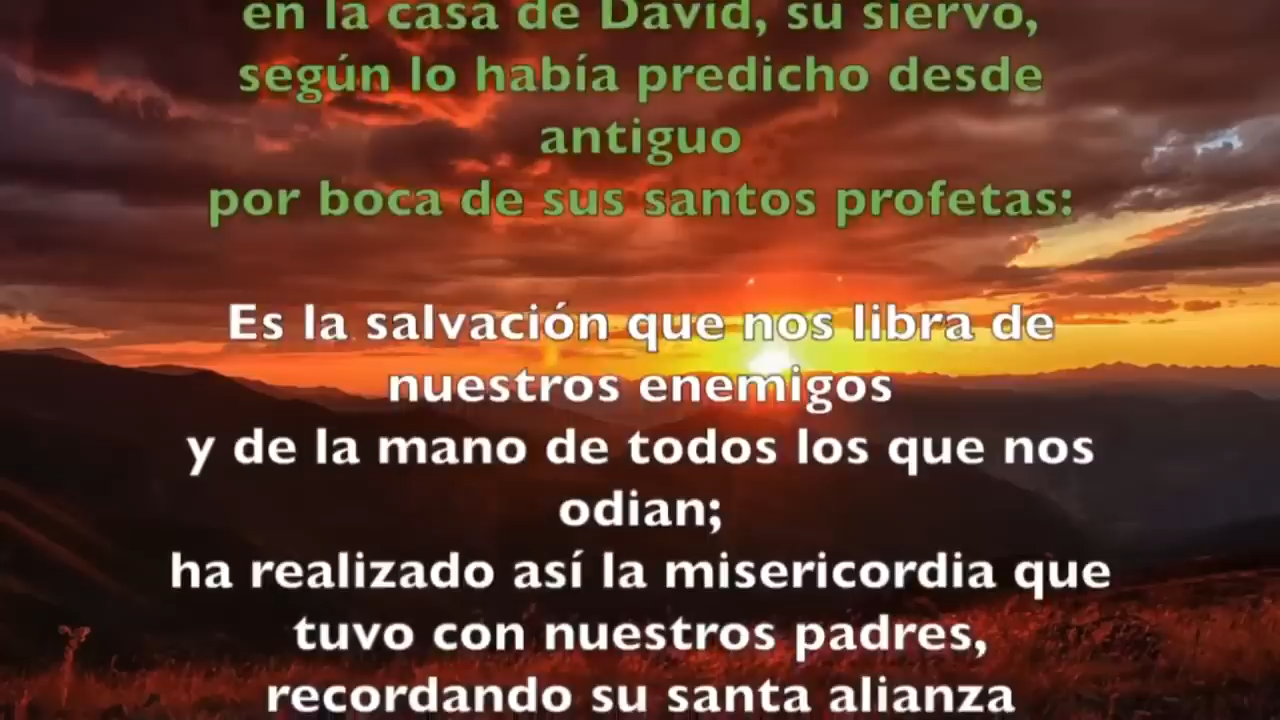 en la casa de David, su siervo,
según lo había predicho desde
antiguo
por boca de sus santos profetas:
Es la salvación que nos libra de
nuestros enemigos
y de la mano de todos los que nos
odian;
ha realizado así la misericordia que
tuvo con nuestros padres,
recordando su santa alianza